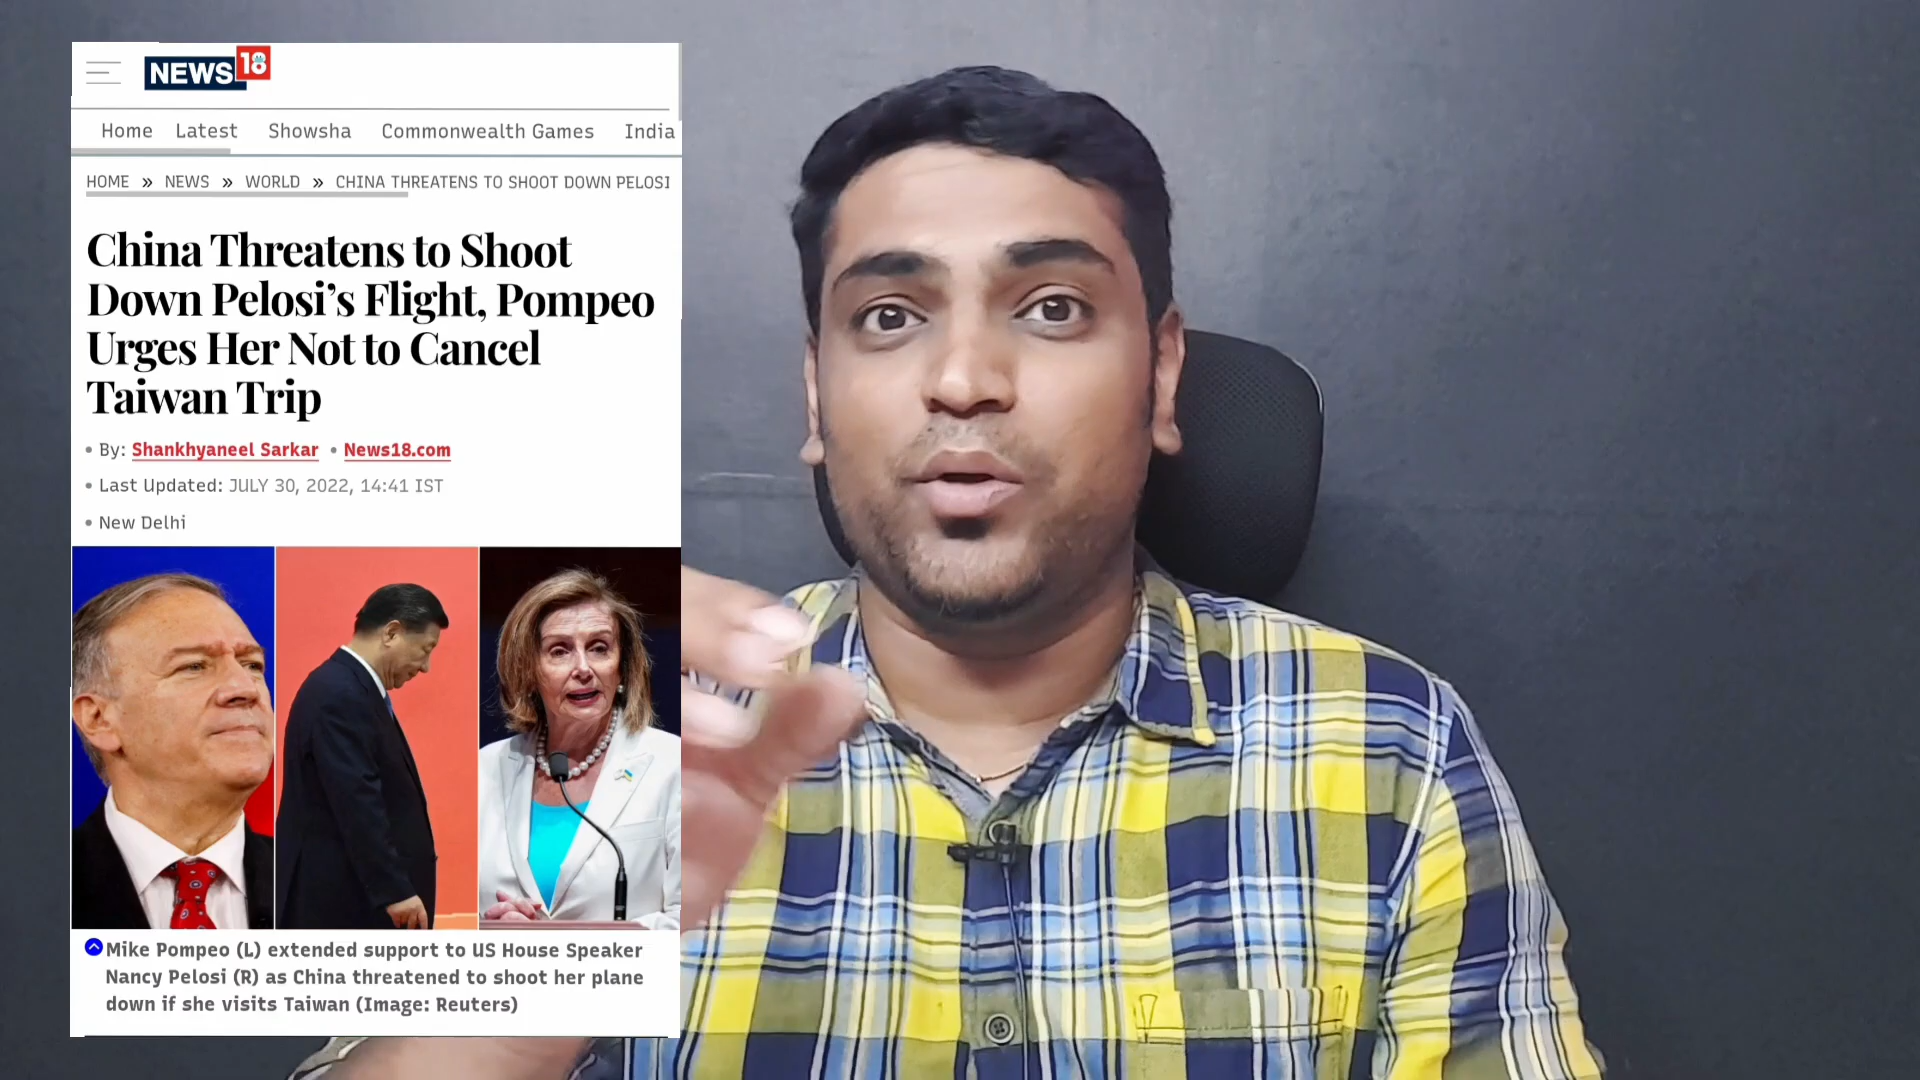 NEWS 18
Home Latest Showsha Commonwealth Games India
HOME » NEWS » WORLD » CHINA THREATENS TO SHOOT DOWN PELOSI
China Threatens to Shoot
Down Pelosi's Flight, Pompeo
Urges Her Not to Cancel
Taiwan Trip
• By: Shankhyaneel Sarkar • News18.com
• Last Updated: JULY 30, 2022, 14:41 IST
• New Delhi
Mike Pompeo (L) extended support to US House Speaker
Nancy Pelosi (R) as China threatened to shoot her plane
down if she visits Taiwan (Image: Reuters)